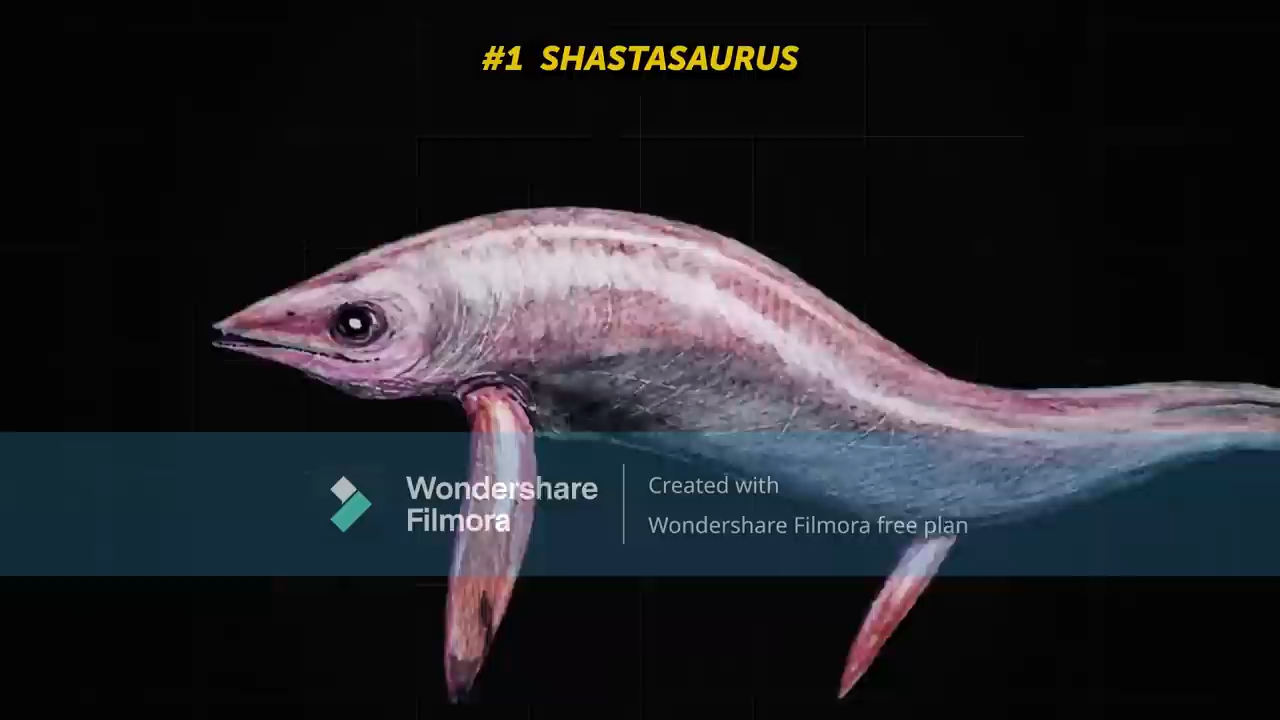 #1 SHASTASAURUS
Wondershare
Filmora
Created with
Wondershare Filmora free plan